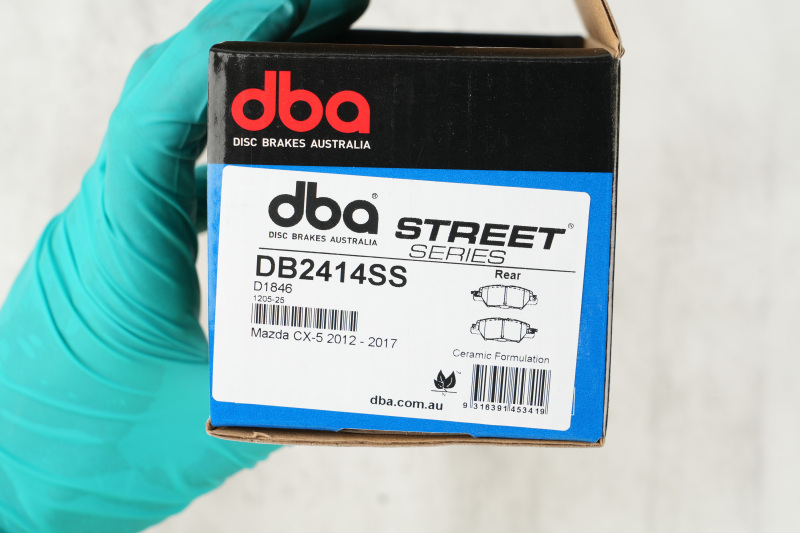 dba
DISC BRAKES AUSTRALIA
dba®
DISC BRAKES AUSTRALIA
STREET®
SERIES
DB2414SS
Rear
D1846
1205-25
Mazda CX-5 2012 - 2017
Ceramic Formulation
™
dba.com.au
9 316391 453419